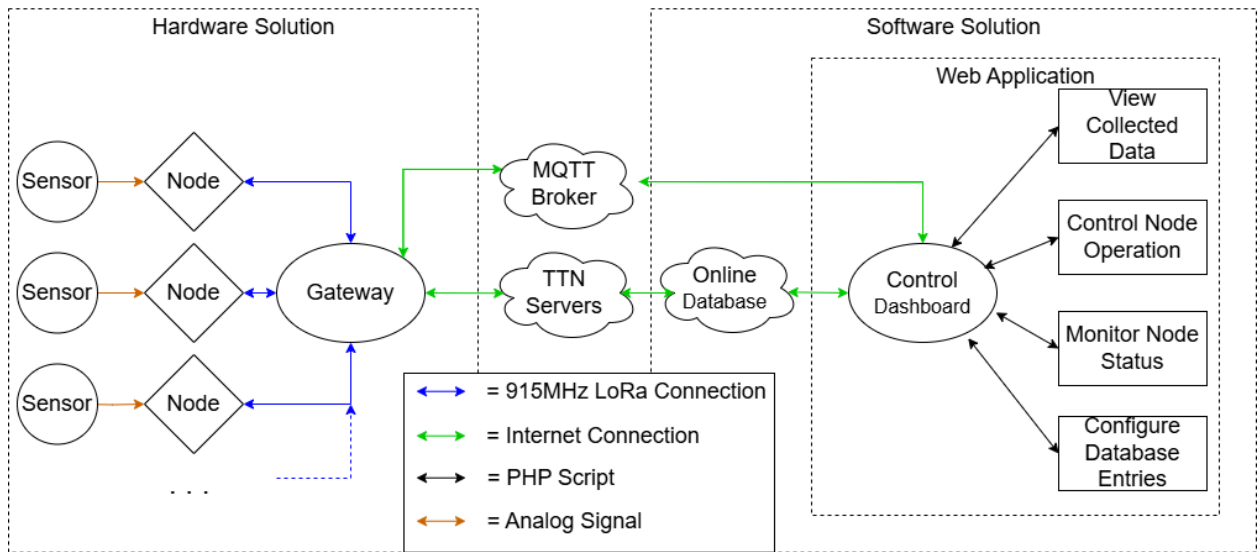 Hardware Solution
Software Solution
Web Application
Sensor
Node
Sensor
Node
Sensor
Node
. . .
Gateway
MQTT
Broker
TTN
Servers
Online
Database
Control
Dashboard
View
Collected
Data
Control Node
Operation
Monitor Node
Status
Configure
Database
Entries
= 915MHz LoRa Connection
= Internet Connection
= PHP Script
= Analog Signal